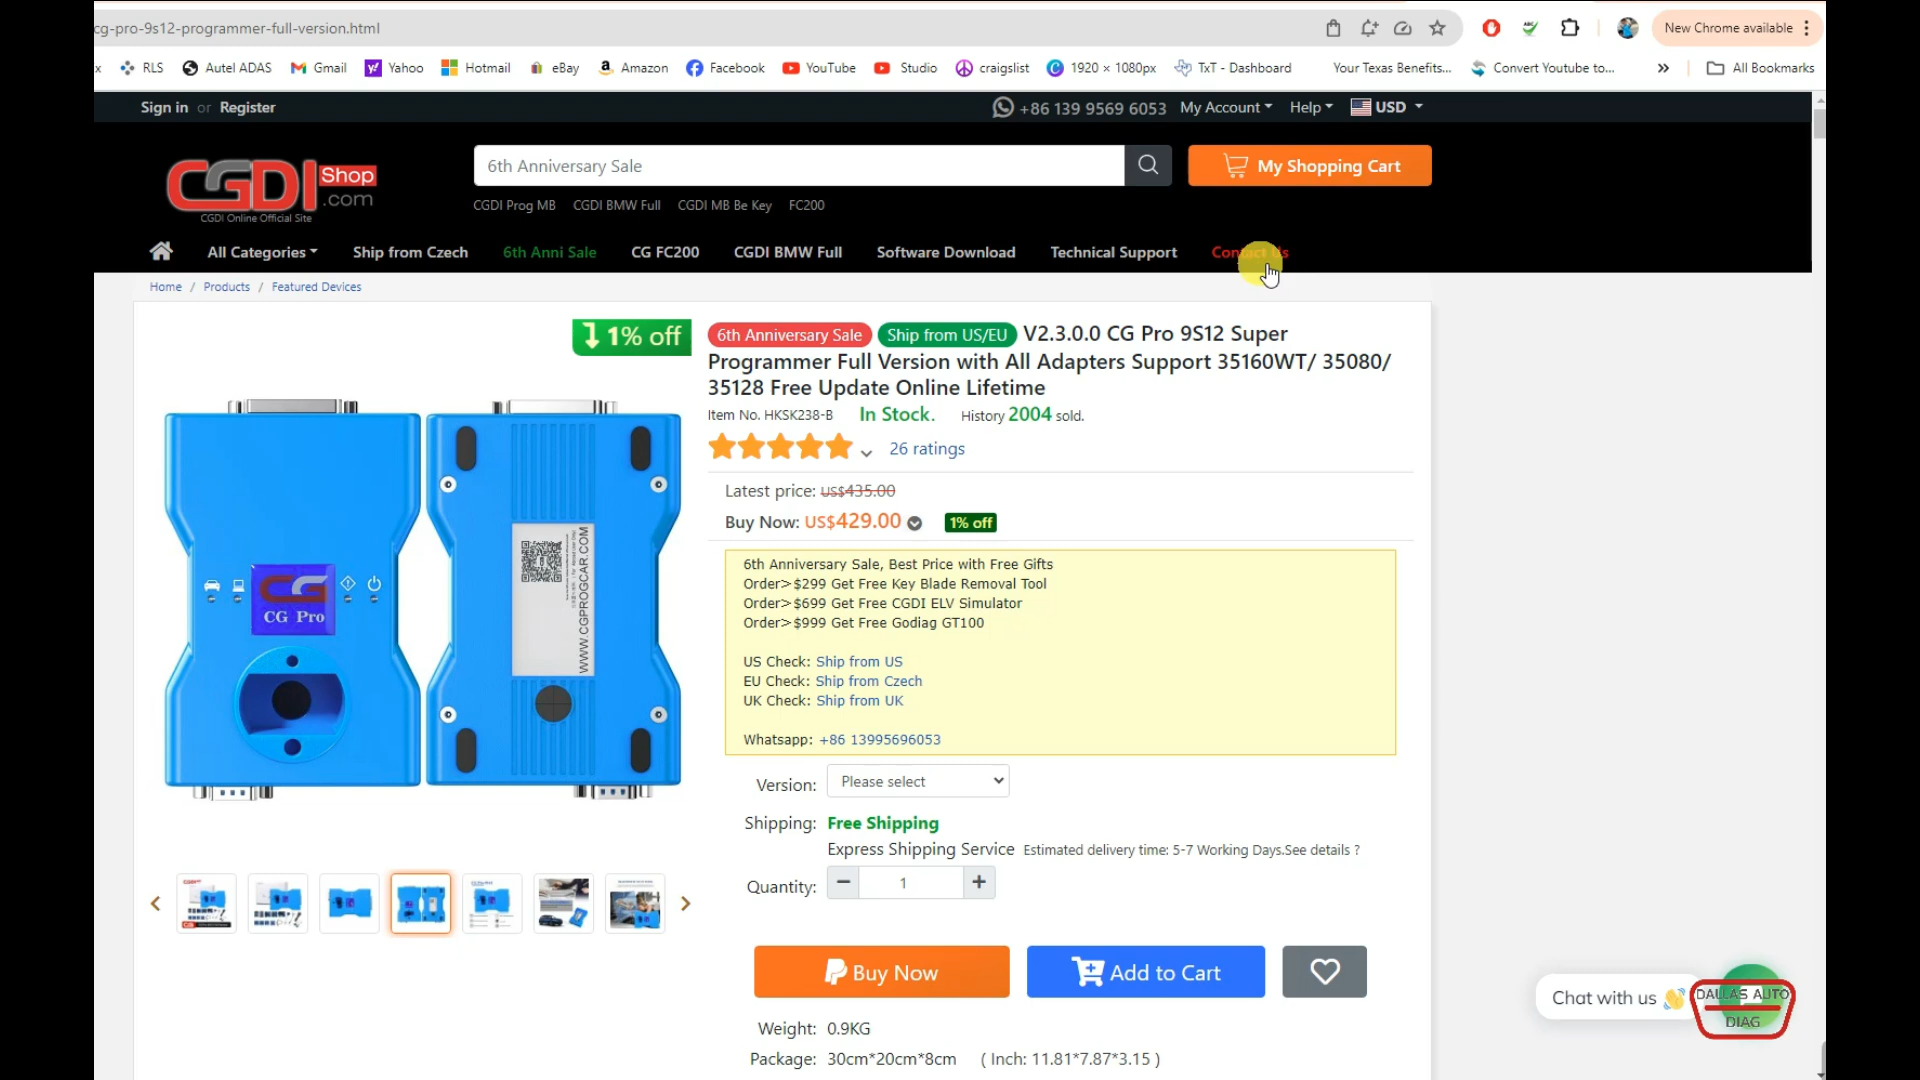 cg-pro-9s12-programmer-full-version.html
New Chrome available
x RLS Autel ADAS Gmail Yahoo Hotmail eBay Amazon Facebook YouTube Studio craigslist 1920 × 1080px TxT - Dashboard Your Texas Benefits... Convert Youtube to... » All Bookmarks
Sign in or Register
+86 139 9569 6053 My Account Help USD
CGDI Shop .com
CGDI Online Official Site
6th Anniversary Sale
My Shopping Cart
CGDI Prog MB CGDI BMW Full CGDI MB Be Key FC200
All Categories Ship from Czech 6th Anni Sale CG FC200 CGDI BMW Full Software Download Technical Support Contact Us
Home / Products / Featured Devices
1% off
6th Anniversary Sale Ship from US/EU V2.3.0.0 CG Pro 9S12 Super
Programmer Full Version with All Adapters Support 35160WT/ 35080/
35128 Free Update Online Lifetime
Item No. HKSK238-B In Stock. History 2004 sold.
26 ratings
Latest price: US$435.00
Buy Now: US$429.00 1% off
6th Anniversary Sale, Best Price with Free Gifts
Order>$299 Get Free Key Blade Removal Tool
Order>$699 Get Free CGDI ELV Simulator
Order>$999 Get Free Godiag GT100
US Check: Ship from US
EU Check: Ship from Czech
UK Check: Ship from UK
Whatsapp: +86 13995696053
CG
CG Pro
WWW.CGPROGCAR.COM
Version: Please select
Shipping: Free Shipping
Express Shipping Service Estimated delivery time: 5-7 Working Days.See details ?
Quantity: − 1 +
Buy Now
Add to Cart
Chat with us
DALLAS AUTO
DIAG
Weight: 0.9KG
Package: 30cm*20cm*8cm ( Inch: 11.81*7.87*3.15 )